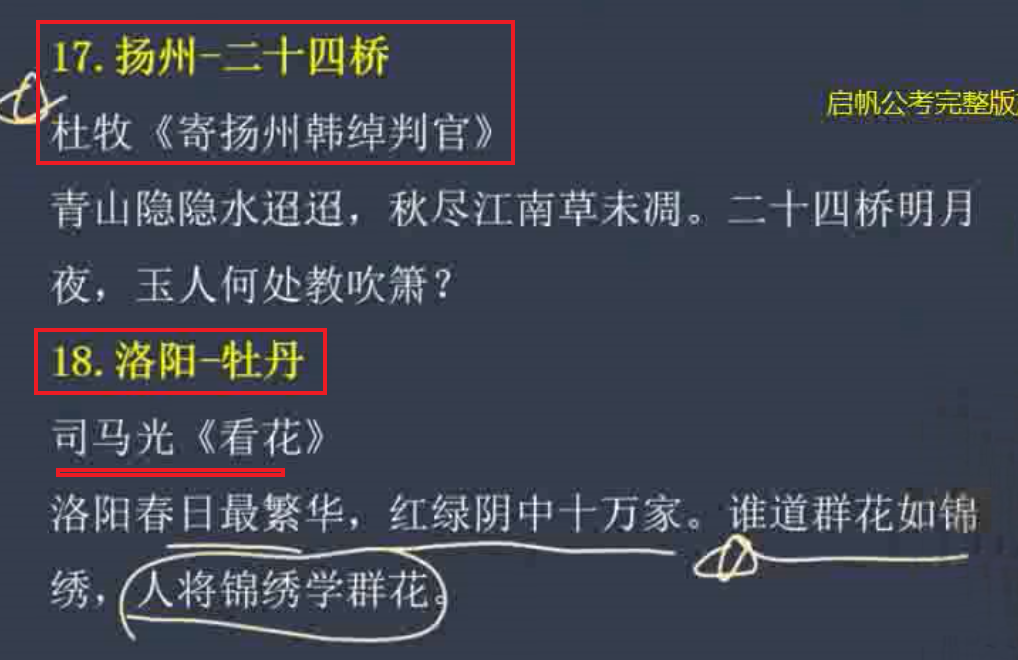 17.扬州-二十四桥
启帆公考完整版
杜牧《寄扬州韩绰判官》
青山隐隐水迢迢，秋尽江南草未凋。二十四桥明月
夜，玉人何处教吹箫？
18.洛阳-牡丹
司马光《看花》
洛阳春日最繁华，红绿阴中十万家。谁道群花如锦
绣，人将锦绣学群花。